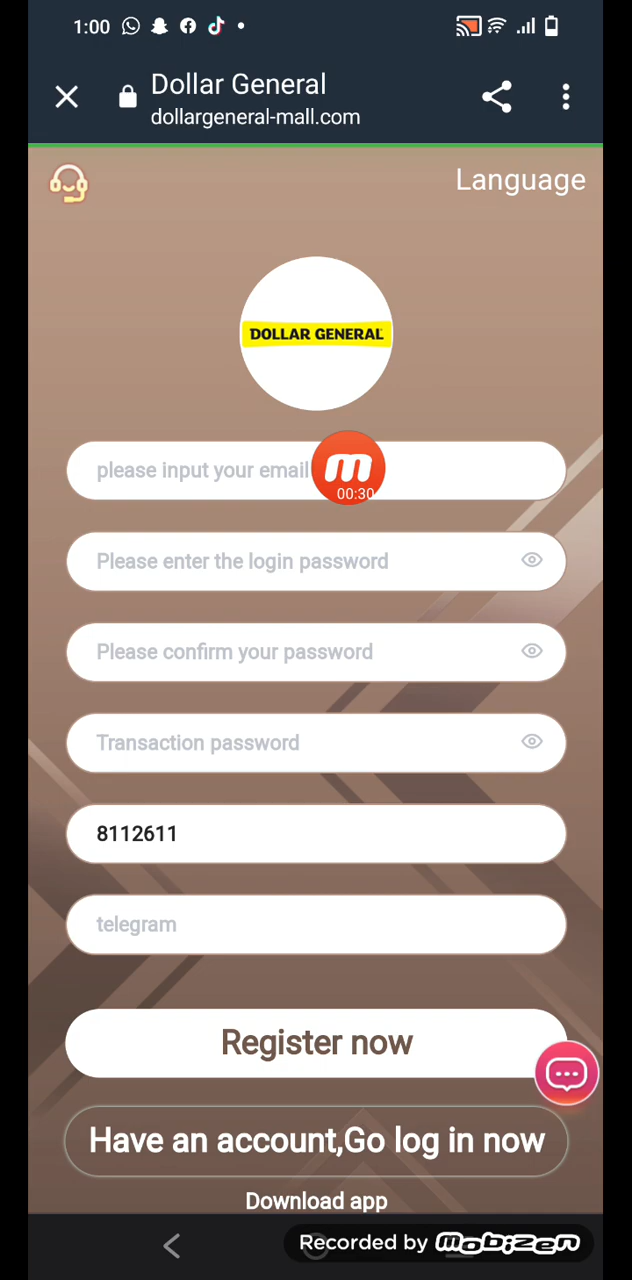 1:00
Dollar General
dollargeneral-mall.com
Language
DOLLAR GENERAL
please input your email
m
00:30
Please enter the login password
Please confirm your password
Transaction password
8112611
telegram
Register now
Have an account,Go log in now
Download app
Recorded by mobizen